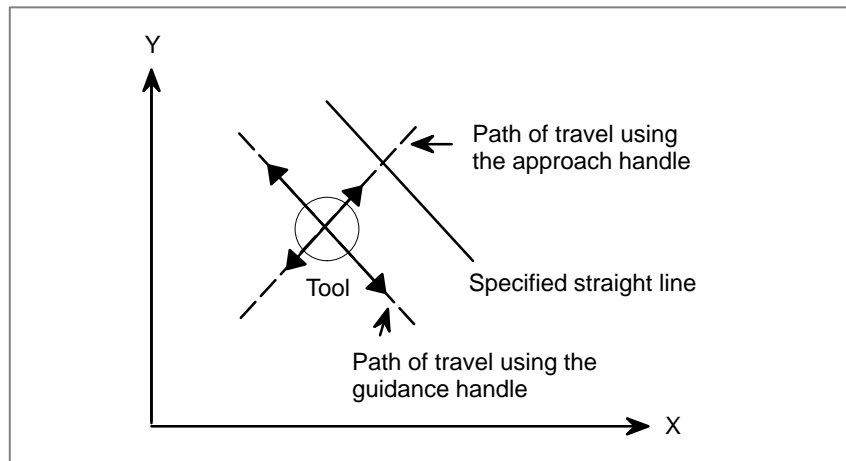 Y
Path of travel using
the approach handle
Specified straight line
Tool
Path of travel using the
guidance handle
X